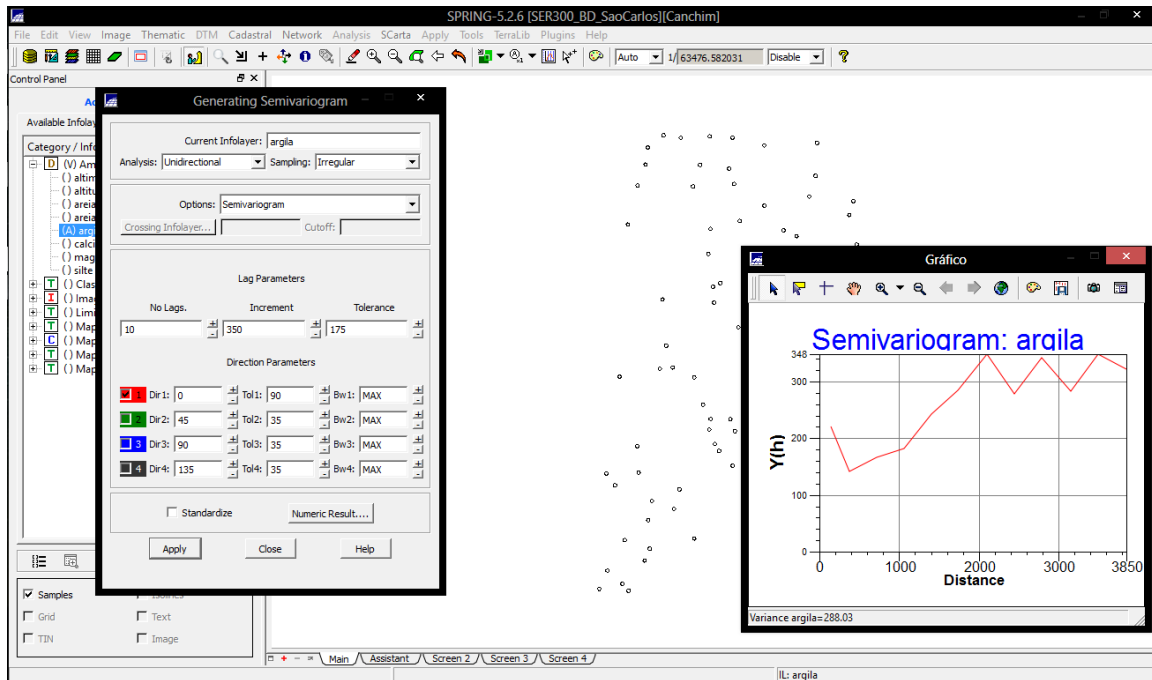 SPRING-5.2.6 [SER300_BD_SaoCarlos][Canchim]
File Edit View Image Thematic DTM Cadastral Network Analysis SCarta Apply Tools TerraLib Plugins Help
Auto 1/ 63476.582031 Disable
Control Panel
Available Infolay
Category / Info
D (V) Am
() altim
() altitu
() areia
() areia
(A) argi
() calci
() mag
() silte
T () Clas
I () Imag
T () Limi
T () Map
C () Map
T () Map
T () Map
Samples
Grid Text
TIN Image
Generating Semivariogram
Current Infolayer: argila
Analysis: Unidirectional Sampling: Irregular
Options: Semivariogram
Crossing Infolayer... Cutoff:
Lag Parameters
No Lags. Increment Tolerance
10 350 175
Direction Parameters
1 Dir1: 0 Tol1: 90 Bw1: MAX
2 Dir2: 45 Tol2: 35 Bw2: MAX
3 Dir3: 90 Tol3: 35 Bw3: MAX
4 Dir4: 135 Tol4: 35 Bw4: MAX
Standardize Numeric Result....
Apply Close Help
Gráfico
Semivariogram: argila
348
300
200
100
0
Y(h)
0 1000 2000 3000 3850
Distance
Variance argila=288.03
Main Assistant Screen 2 Screen 3 Screen 4
IL: argila